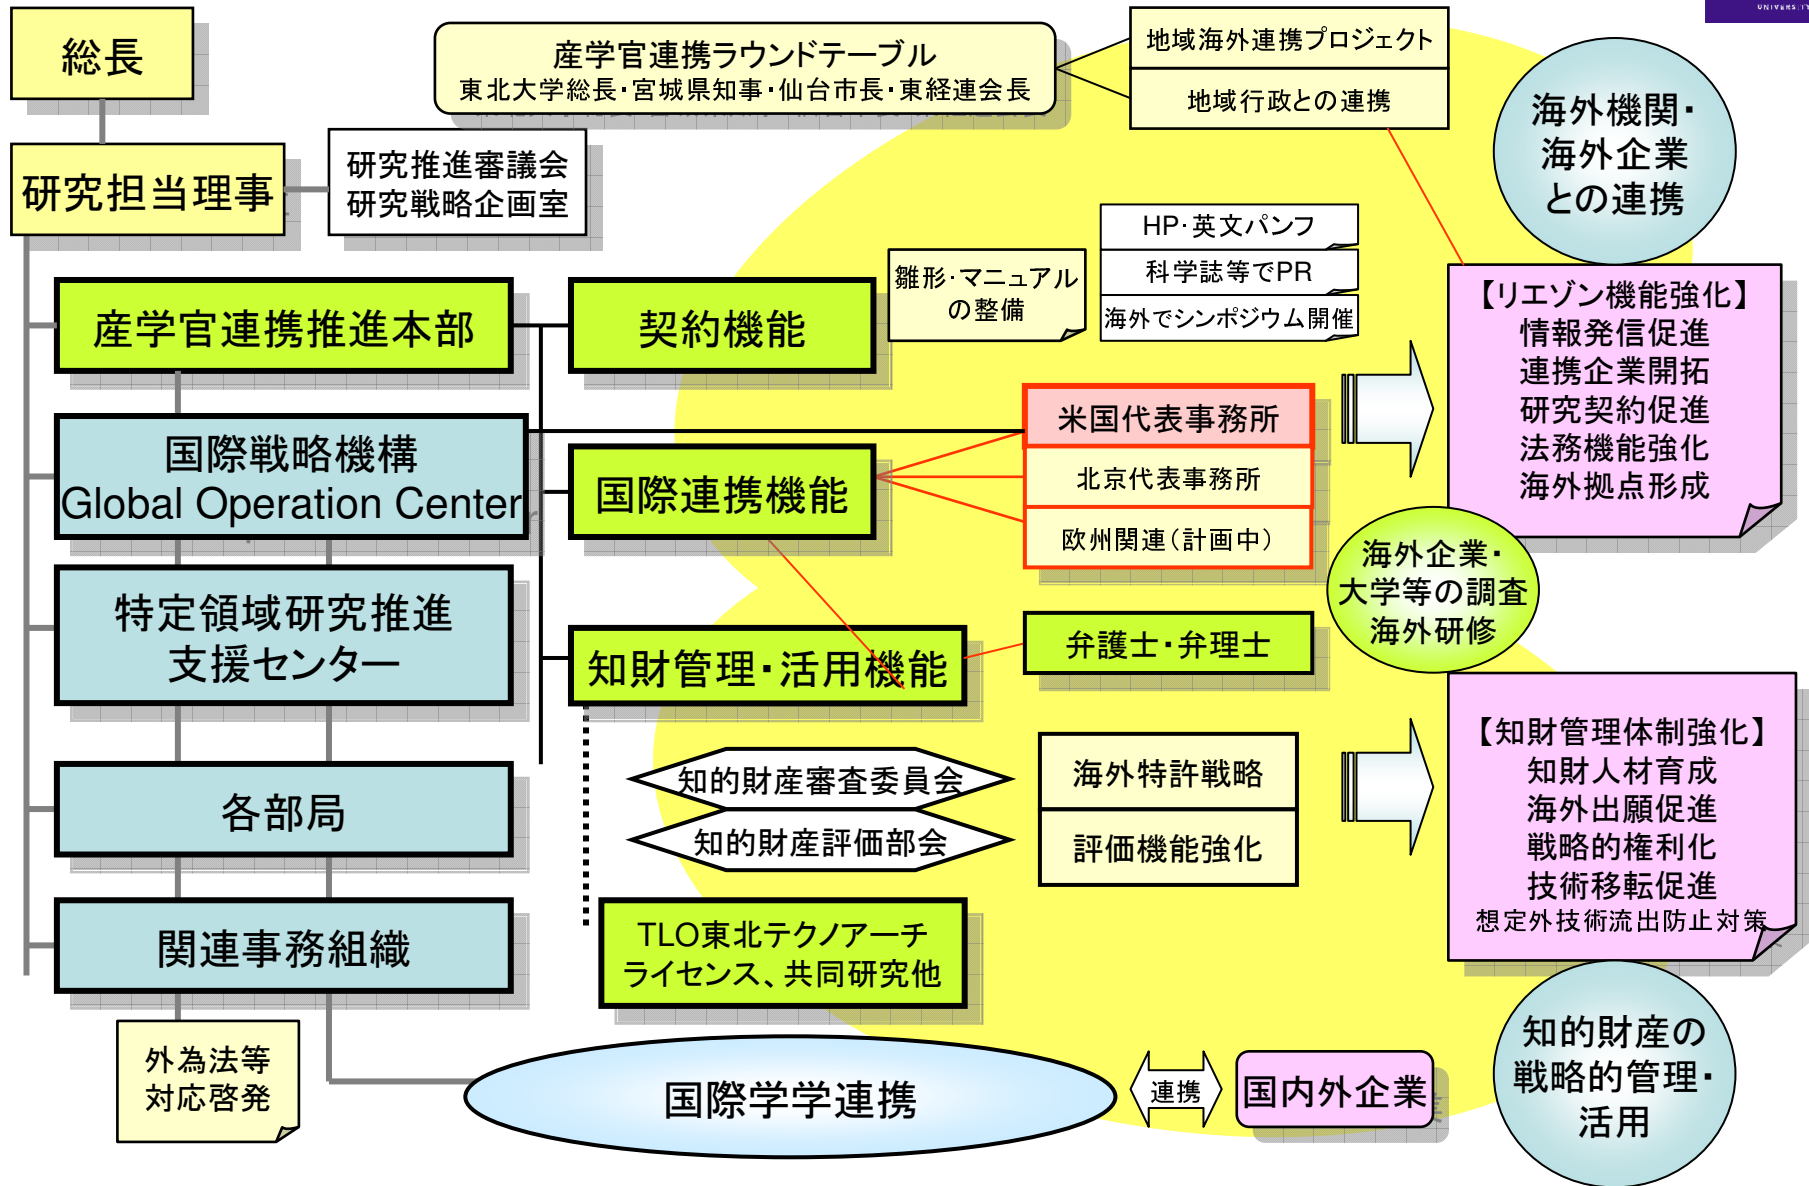 UNIVERSITY
総長
産学官連携ラウンドテーブル
東北大学総長・宮城県知事・仙台市長・東経連会長
地域海外連携プロジェクト
地域行政との連携
海外機関・
海外企業
との連携
研究担当理事
研究推進審議会
研究戦略企画室
HP・英文パンフ
科学誌等でPR
海外でシンポジウム開催
雛形・マニュアル
の整備
産学官連携推進本部
契約機能
【リエゾン機能強化】
情報発信促進
連携企業開拓
研究契約促進
法務機能強化
海外拠点形成
国際戦略機構
Global Operation Center
国際連携機能
米国代表事務所
北京代表事務所
欧州関連（計画中）
海外企業・
大学等の調査
海外研修
特定領域研究推進
支援センター
知財管理・活用機能
弁護士・弁理士
知的財産審査委員会
知的財産評価部会
海外特許戦略
評価機能強化
【知財管理体制強化】
知財人材育成
海外出願促進
戦略的権利化
技術移転促進
想定外技術流出防止対策
各部局
関連事務組織
TLO東北テクノアーチ
ライセンス、共同研究他
外為法等
対応啓発
国際学学連携
連携
国内外企業
知的財産の
戦略的管理・
活用